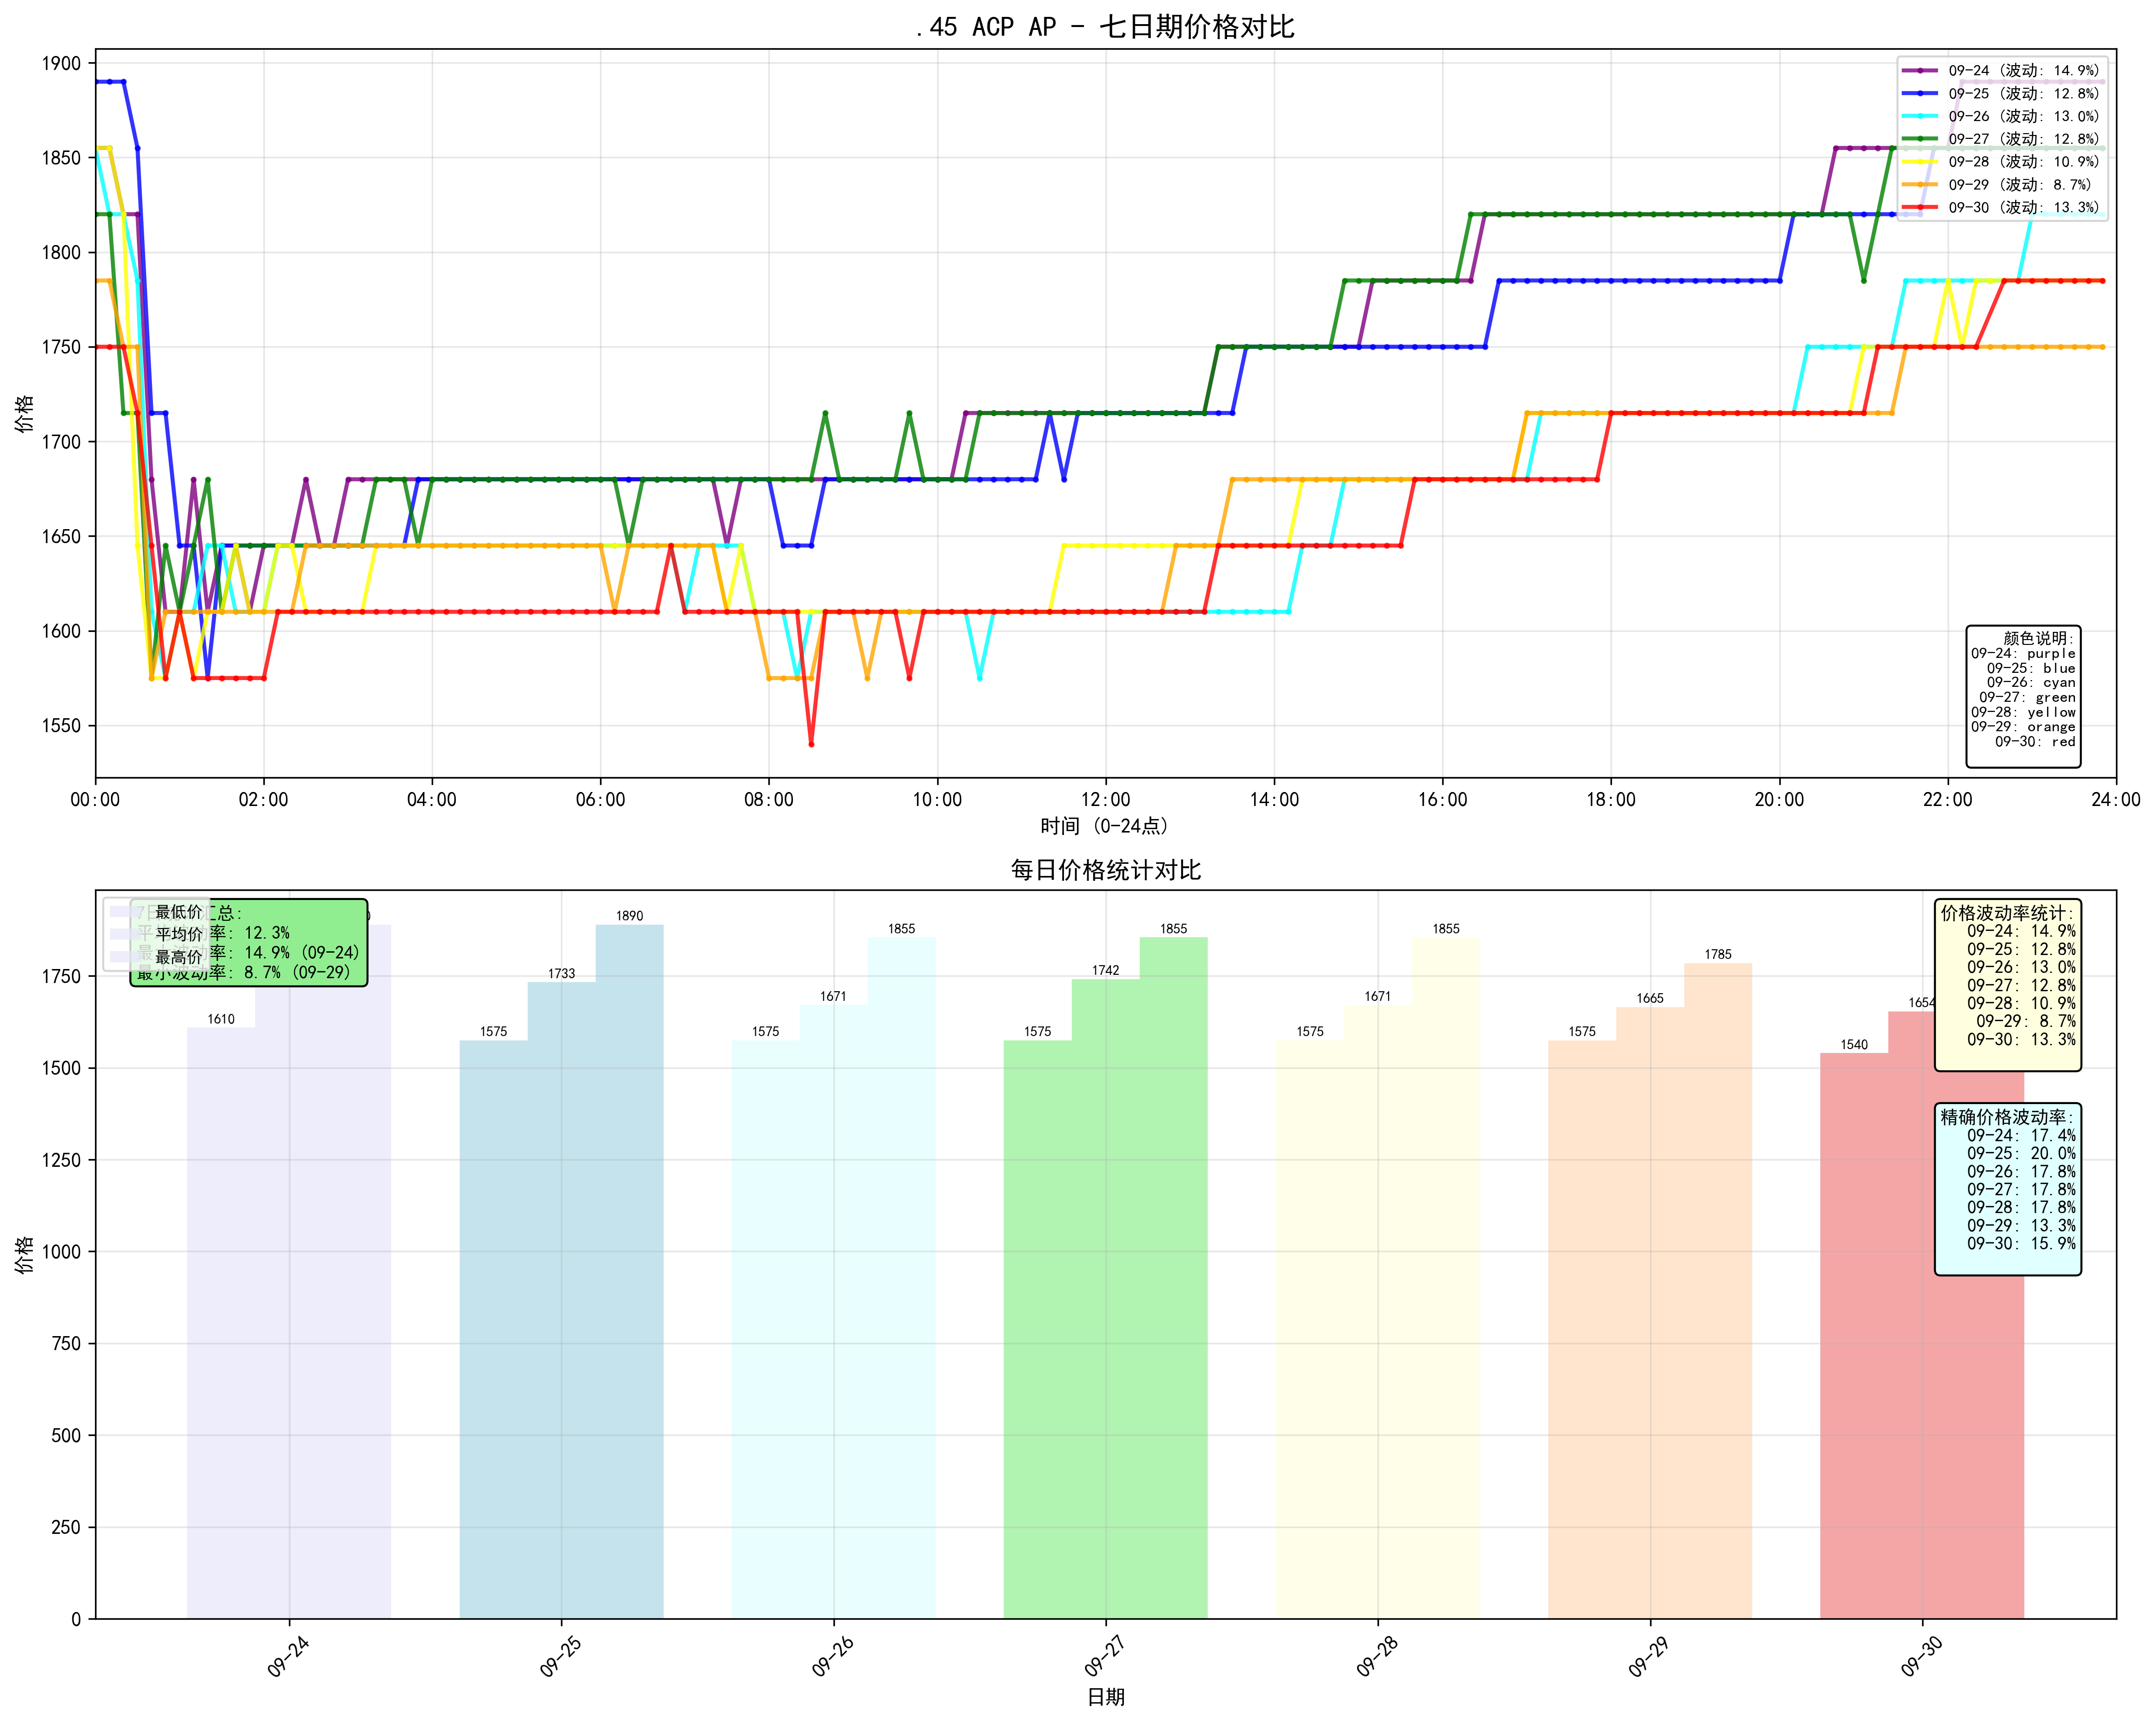 .45 ACP AP - 七日期价格对比
1900
1850
1800
1750
1700
1650
1600
1550
价格
09-24 (波动: 14.9%)
09-25 (波动: 12.8%)
09-26 (波动: 13.0%)
09-27 (波动: 12.8%)
09-28 (波动: 10.9%)
09-29 (波动: 8.7%)
09-30 (波动: 13.3%)
颜色说明:
09-24: purple
09-25: blue
09-26: cyan
09-27: green
09-28: yellow
09-29: orange
09-30: red
00:00 02:00 04:00 06:00 08:00 10:00 12:00 14:00 16:00 18:00 20:00 22:00 24:00
时间 (0-24点)
每日价格统计对比
1750
1500
1250
1000
750
500
250
0
价格
最低价
平均价
最高价
汇总:
率: 12.3%
14.9% (09-24)
最小波动率: 8.7% (09-29)
1610
1575 1733 1890
1575 1671 1855
1575 1742 1855
1575 1671 1855
1575 1665 1785
1540 1654
价格波动率统计:
09-24: 14.9%
09-25: 12.8%
09-26: 13.0%
09-27: 12.8%
09-28: 10.9%
09-29: 8.7%
09-30: 13.3%
精确价格波动率:
09-24: 17.4%
09-25: 20.0%
09-26: 17.8%
09-27: 17.8%
09-28: 17.8%
09-29: 13.3%
09-30: 15.9%
09-24 09-25 09-26 09-27 09-28 09-29 09-30
日期